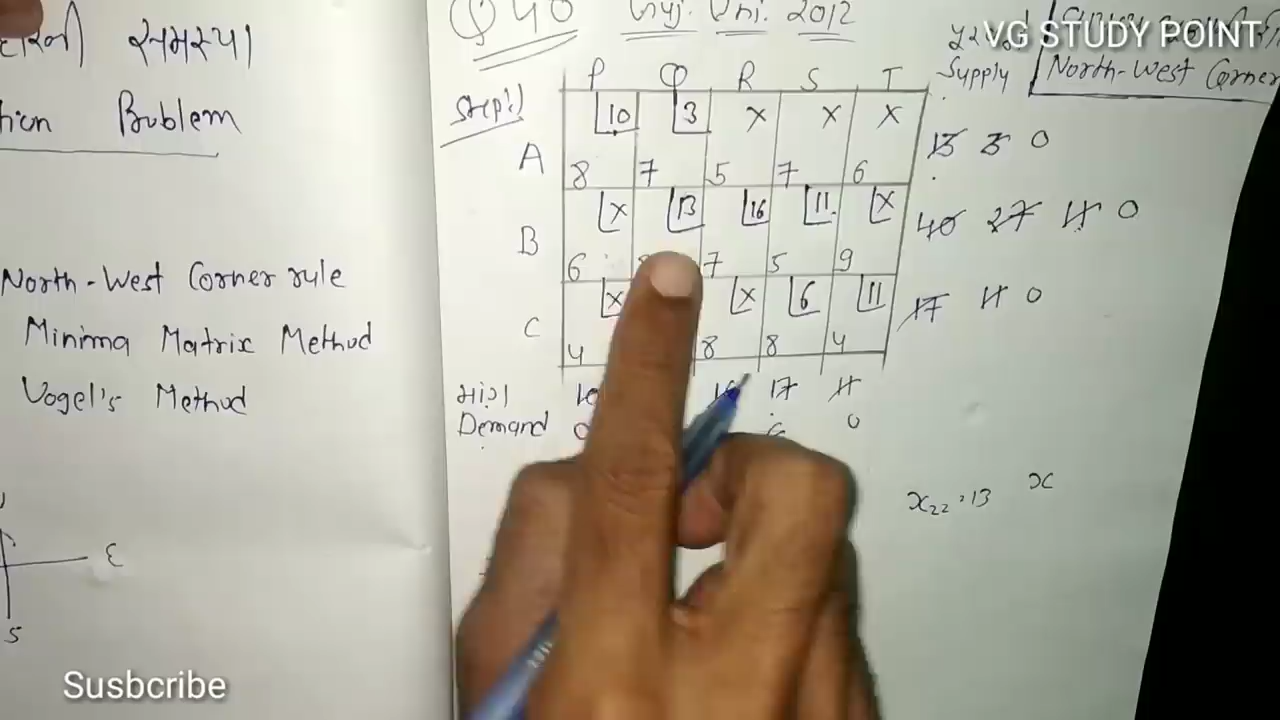 समस्या
Problem
North-West Corner rule
Minima Matrix Method
Vogel's Method
E
S
Q 40 Guj. Uni. 2012
VG STUDY POINT
Supply North-West Corner
P Q R S T
Step:1
10 3 X X X
A 13 3 0
8 7 5 7 6
X 13 16 11 X
B 40 27 11 0
6 7 5 9
X X 6 11
C 17 11 0
4 8 8 4
માંગ 17 11
Demand 0
x₂₂ = 13 x
Susbcribe